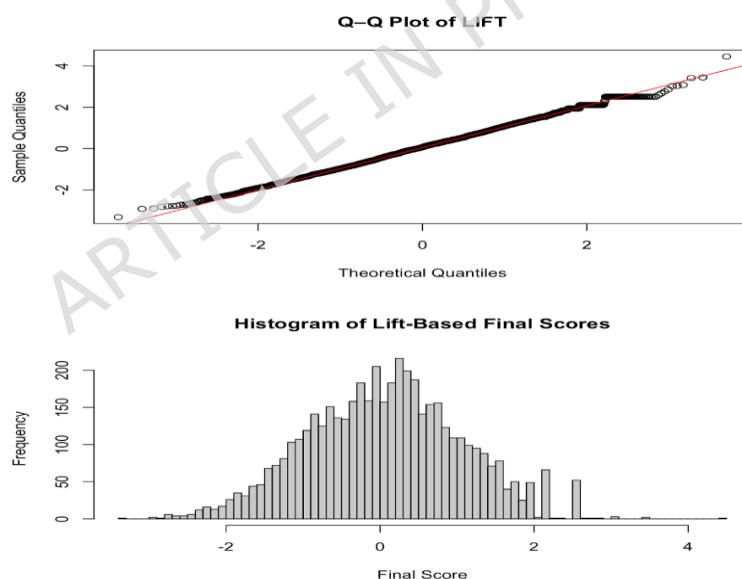 Q–Q Plot of LIFT
Sample Quantiles
4
2
0
-2
-2
0
2
Theoretical Quantiles
ARTICLE IN PR
Histogram of Lift-Based Final Scores
Frequency
200
150
100
50
0
-2
0
2
4
Final Score